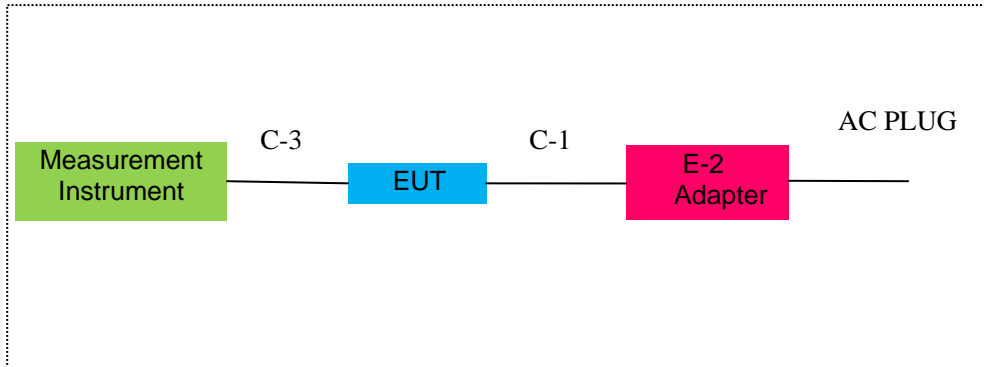 AC PLUG
C-3
C-1
Measurement
Instrument
EUT
E-2
Adapter